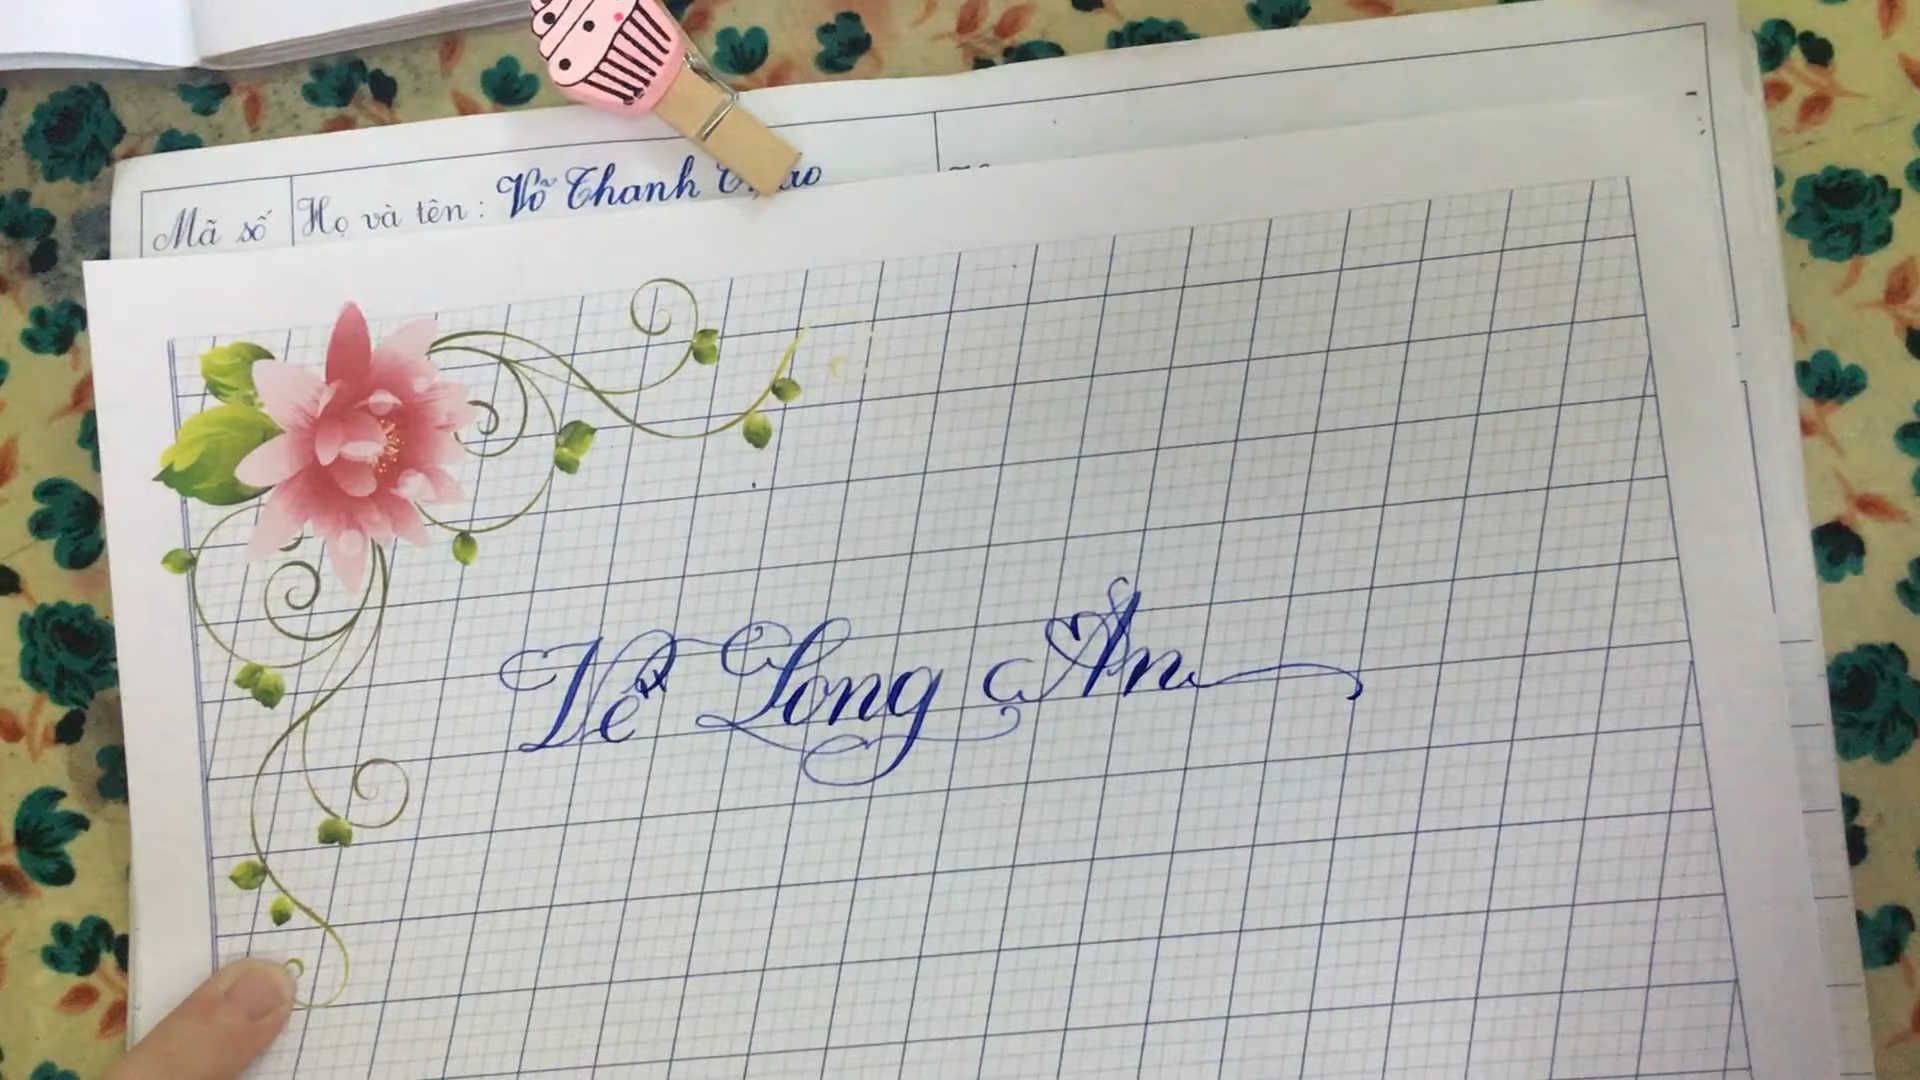 Mã số Họ và tên : Võ Thanh
Về Long An